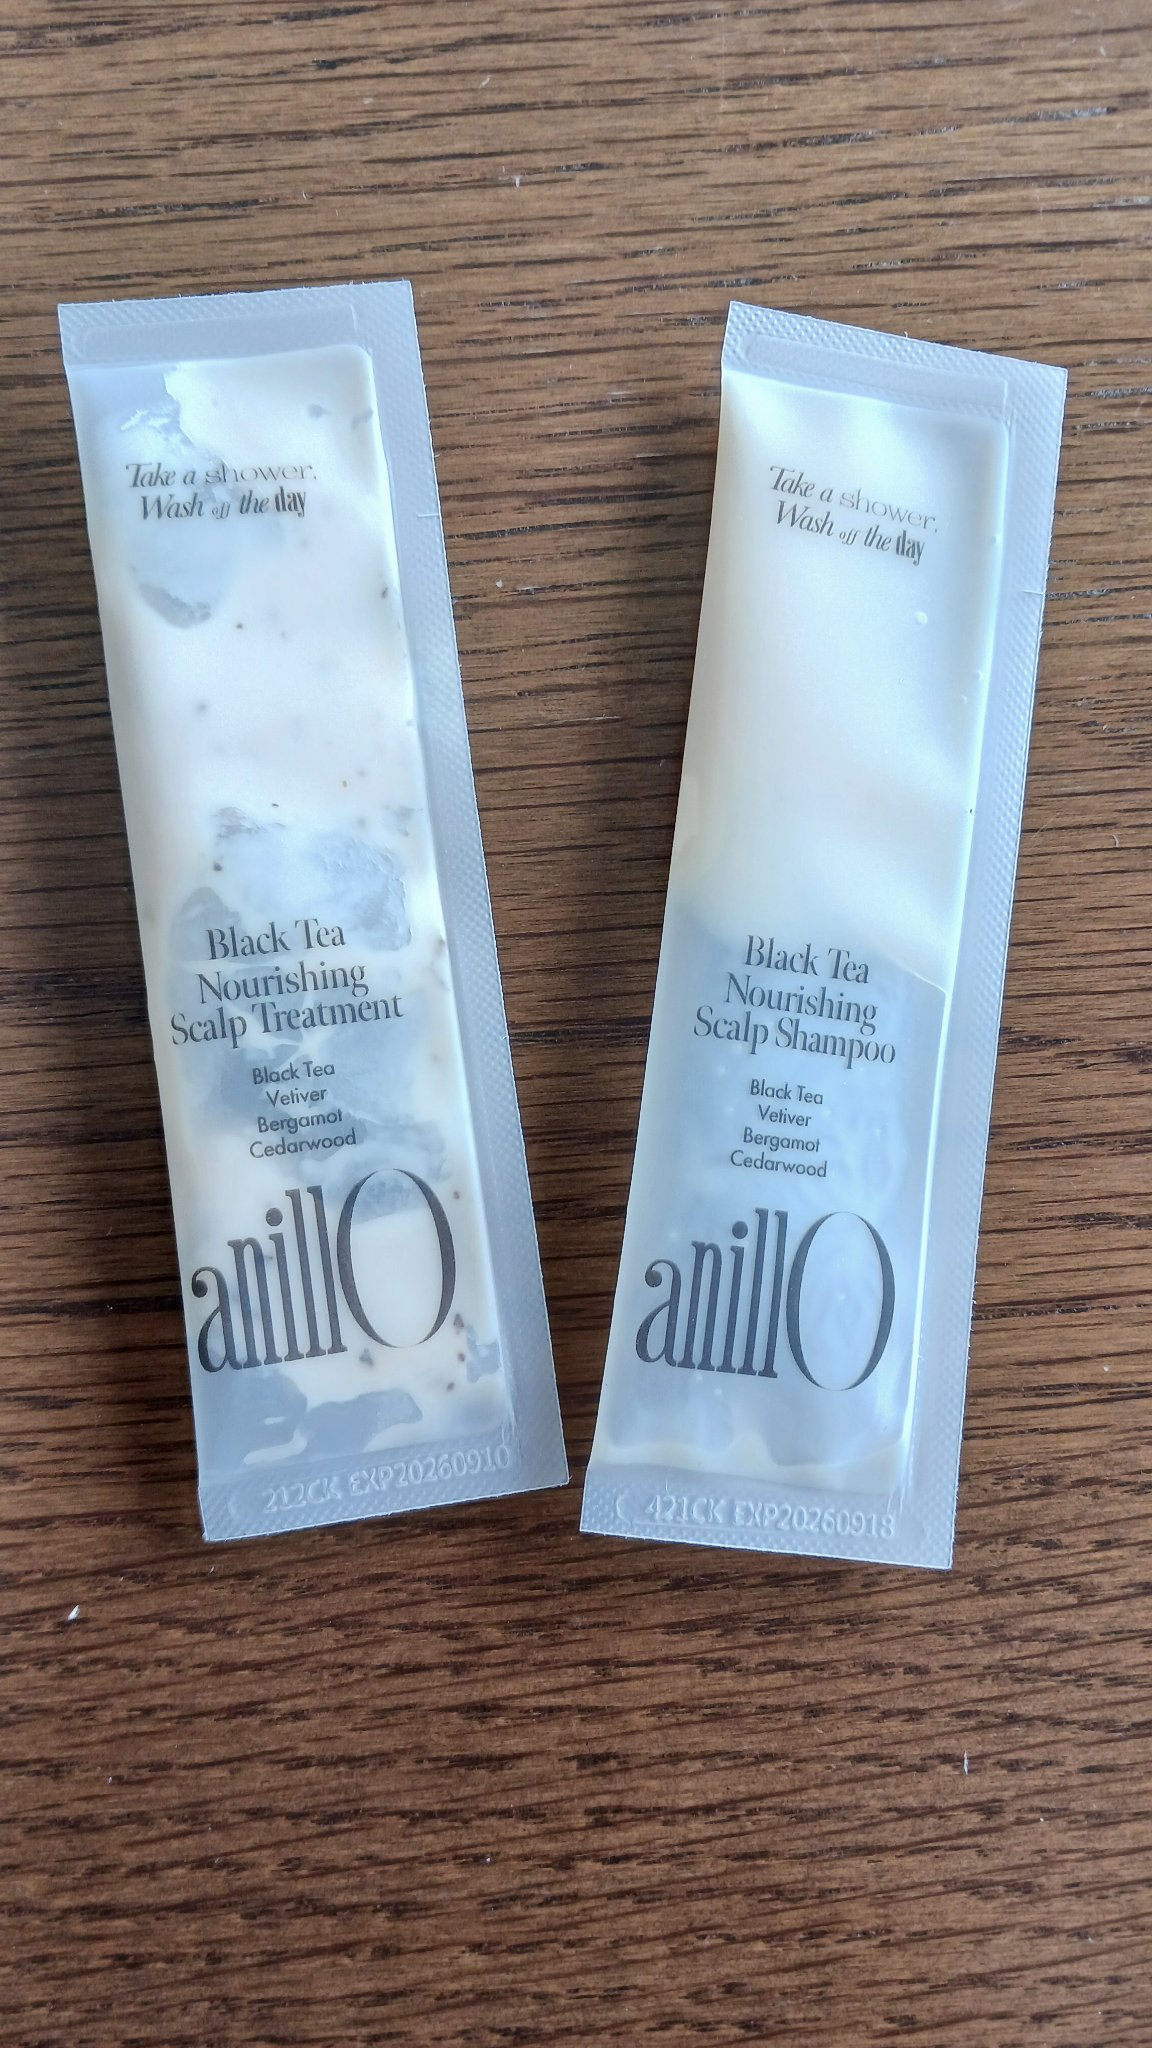 Take a shower.
Wash off the day
Black Tea
Nourishing
Scalp Treatment
Black Tea
Vetiver
Bergamot
Cedarwood
anillO
212CK EXP20260910
Take a shower.
Wash off the day
Black Tea
Nourishing
Scalp Shampoo
Black Tea
Vetiver
Bergamot
Cedarwood
anillO
421CK EXP20260918